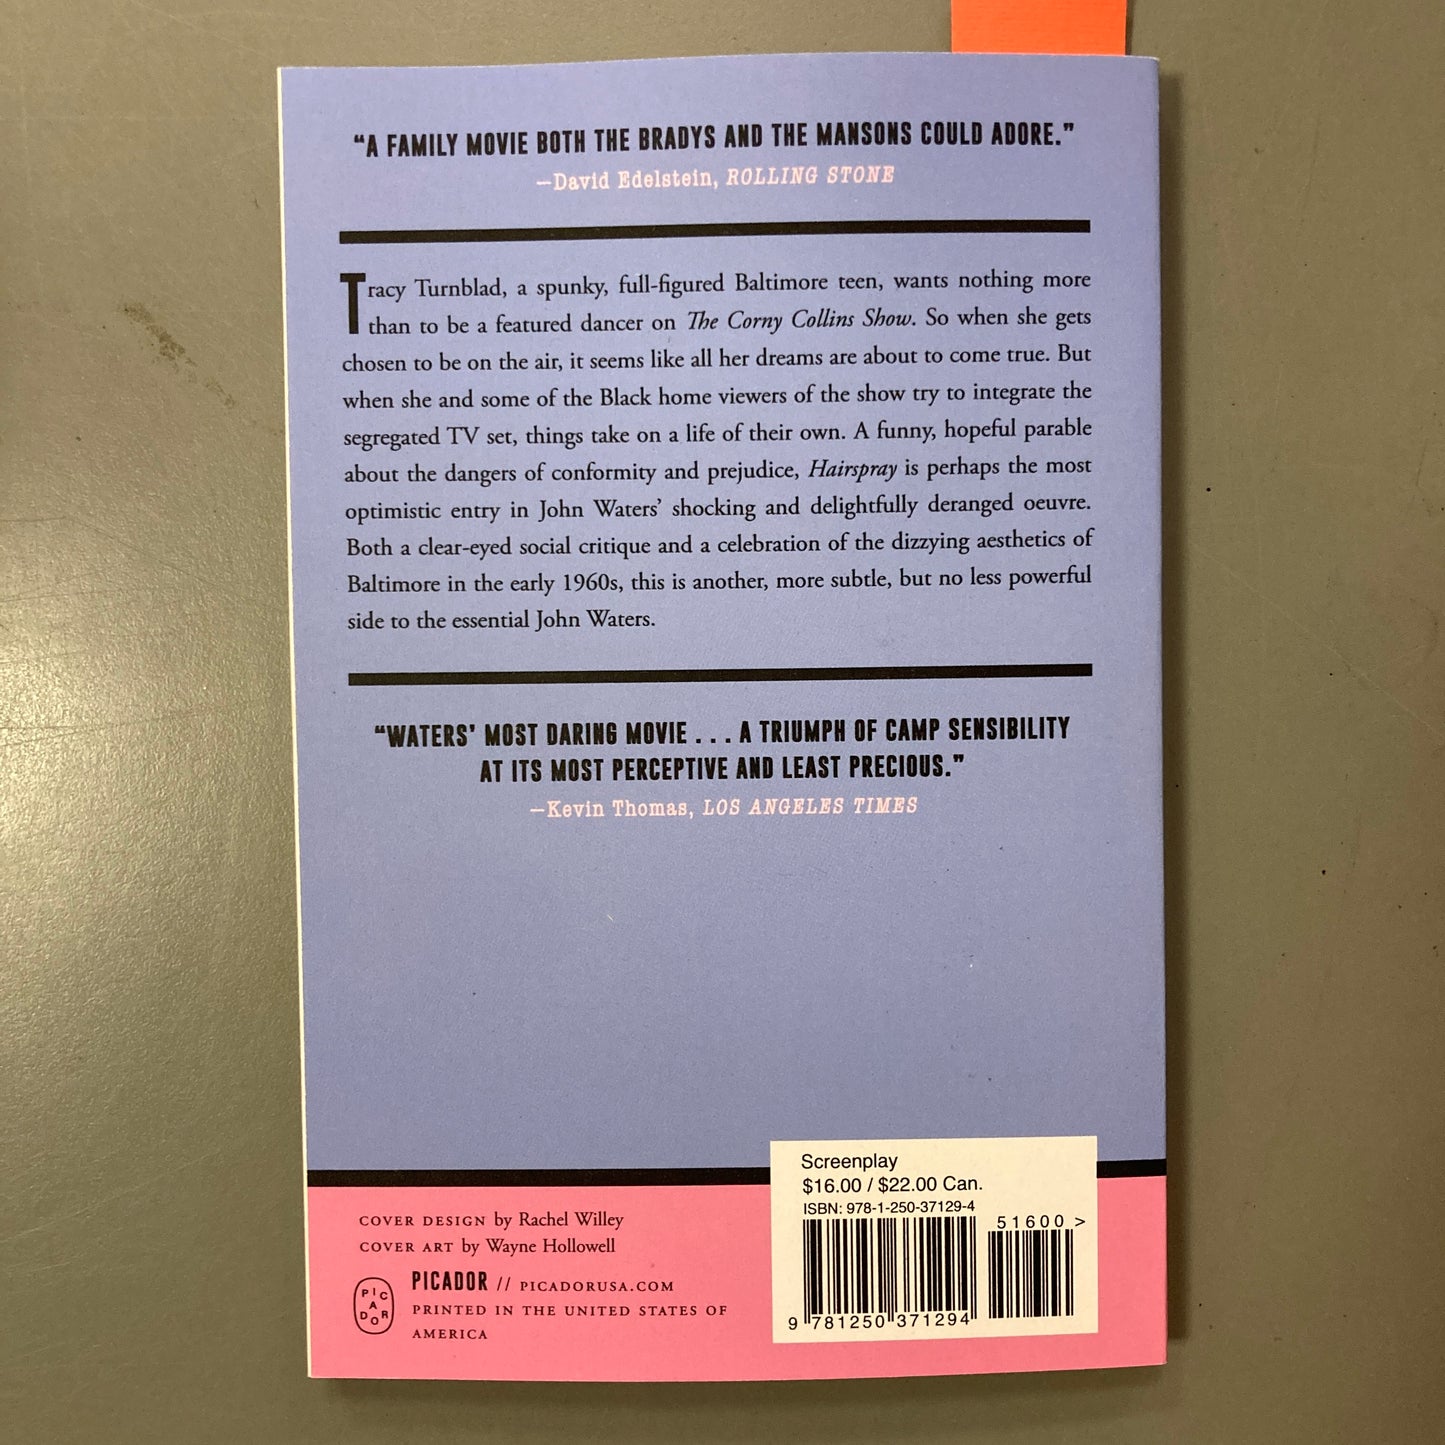 “A FAMILY MOVIE BOTH THE BRADYS AND THE MANSONS COULD ADORE.”
—David Edelstein, ROLLING STONE
Tracy Turnblad, a spunky, full-figured Baltimore teen, wants nothing more
than to be a featured dancer on The Corny Collins Show. So when she gets
chosen to be on the air, it seems like all her dreams are about to come true. But
when she and some of the Black home viewers of the show try to integrate the
segregated TV set, things take on a life of their own. A funny, hopeful parable
about the dangers of conformity and prejudice, Hairspray is perhaps the most
optimistic entry in John Waters’ shocking and delightfully deranged oeuvre.
Both a clear-eyed social critique and a celebration of the dizzying aesthetics of
Baltimore in the early 1960s, this is another, more subtle, but no less powerful
side to the essential John Waters.
“WATERS’ MOST DARING MOVIE . . . A TRIUMPH OF CAMP SENSIBILITY
AT ITS MOST PERCEPTIVE AND LEAST PRECIOUS.”
—Kevin Thomas, LOS ANGELES TIMES
COVER DESIGN by Rachel Willey
COVER ART by Wayne Hollowell
PICADOR
PICADOR // PICADORUSA.COM
PRINTED IN THE UNITED STATES OF
AMERICA
Screenplay
$16.00 / $22.00 Can.
ISBN: 978-1-250-37129-4
51600 >
9 781250 371294